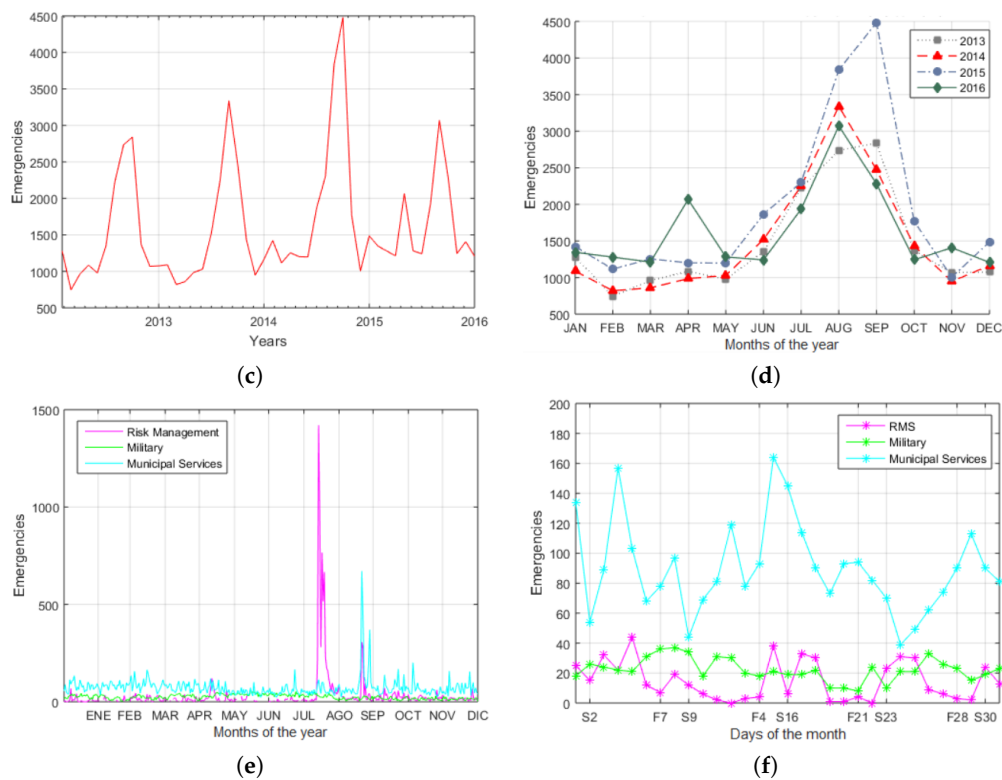 4500
4000
3500
3000
2500
2000
1500
1000
500
Emergencies
2013
2014
2015
2016
Years
(c)
4500
4000
3500
3000
2500
2000
1500
1000
500
Emergencies
2013
2014
2015
2016
JAN FEB MAR APR MAY JUN JUL AUG SEP OCT NOV DEC
Months of the year
(d)
1500
1000
500
0
Emergencies
Risk Management
Military
Municipal Services
ENE FEB MAR APR MAY JUN JUL AGO SEP OCT NOV DIC
Months of the year
(e)
200
180
160
140
120
100
80
60
40
20
0
Emergencies
RMS
Military
Municipal Services
S2 F7 S9 F4 S16 F21 S23 F28 S30
Days of the month
(f)